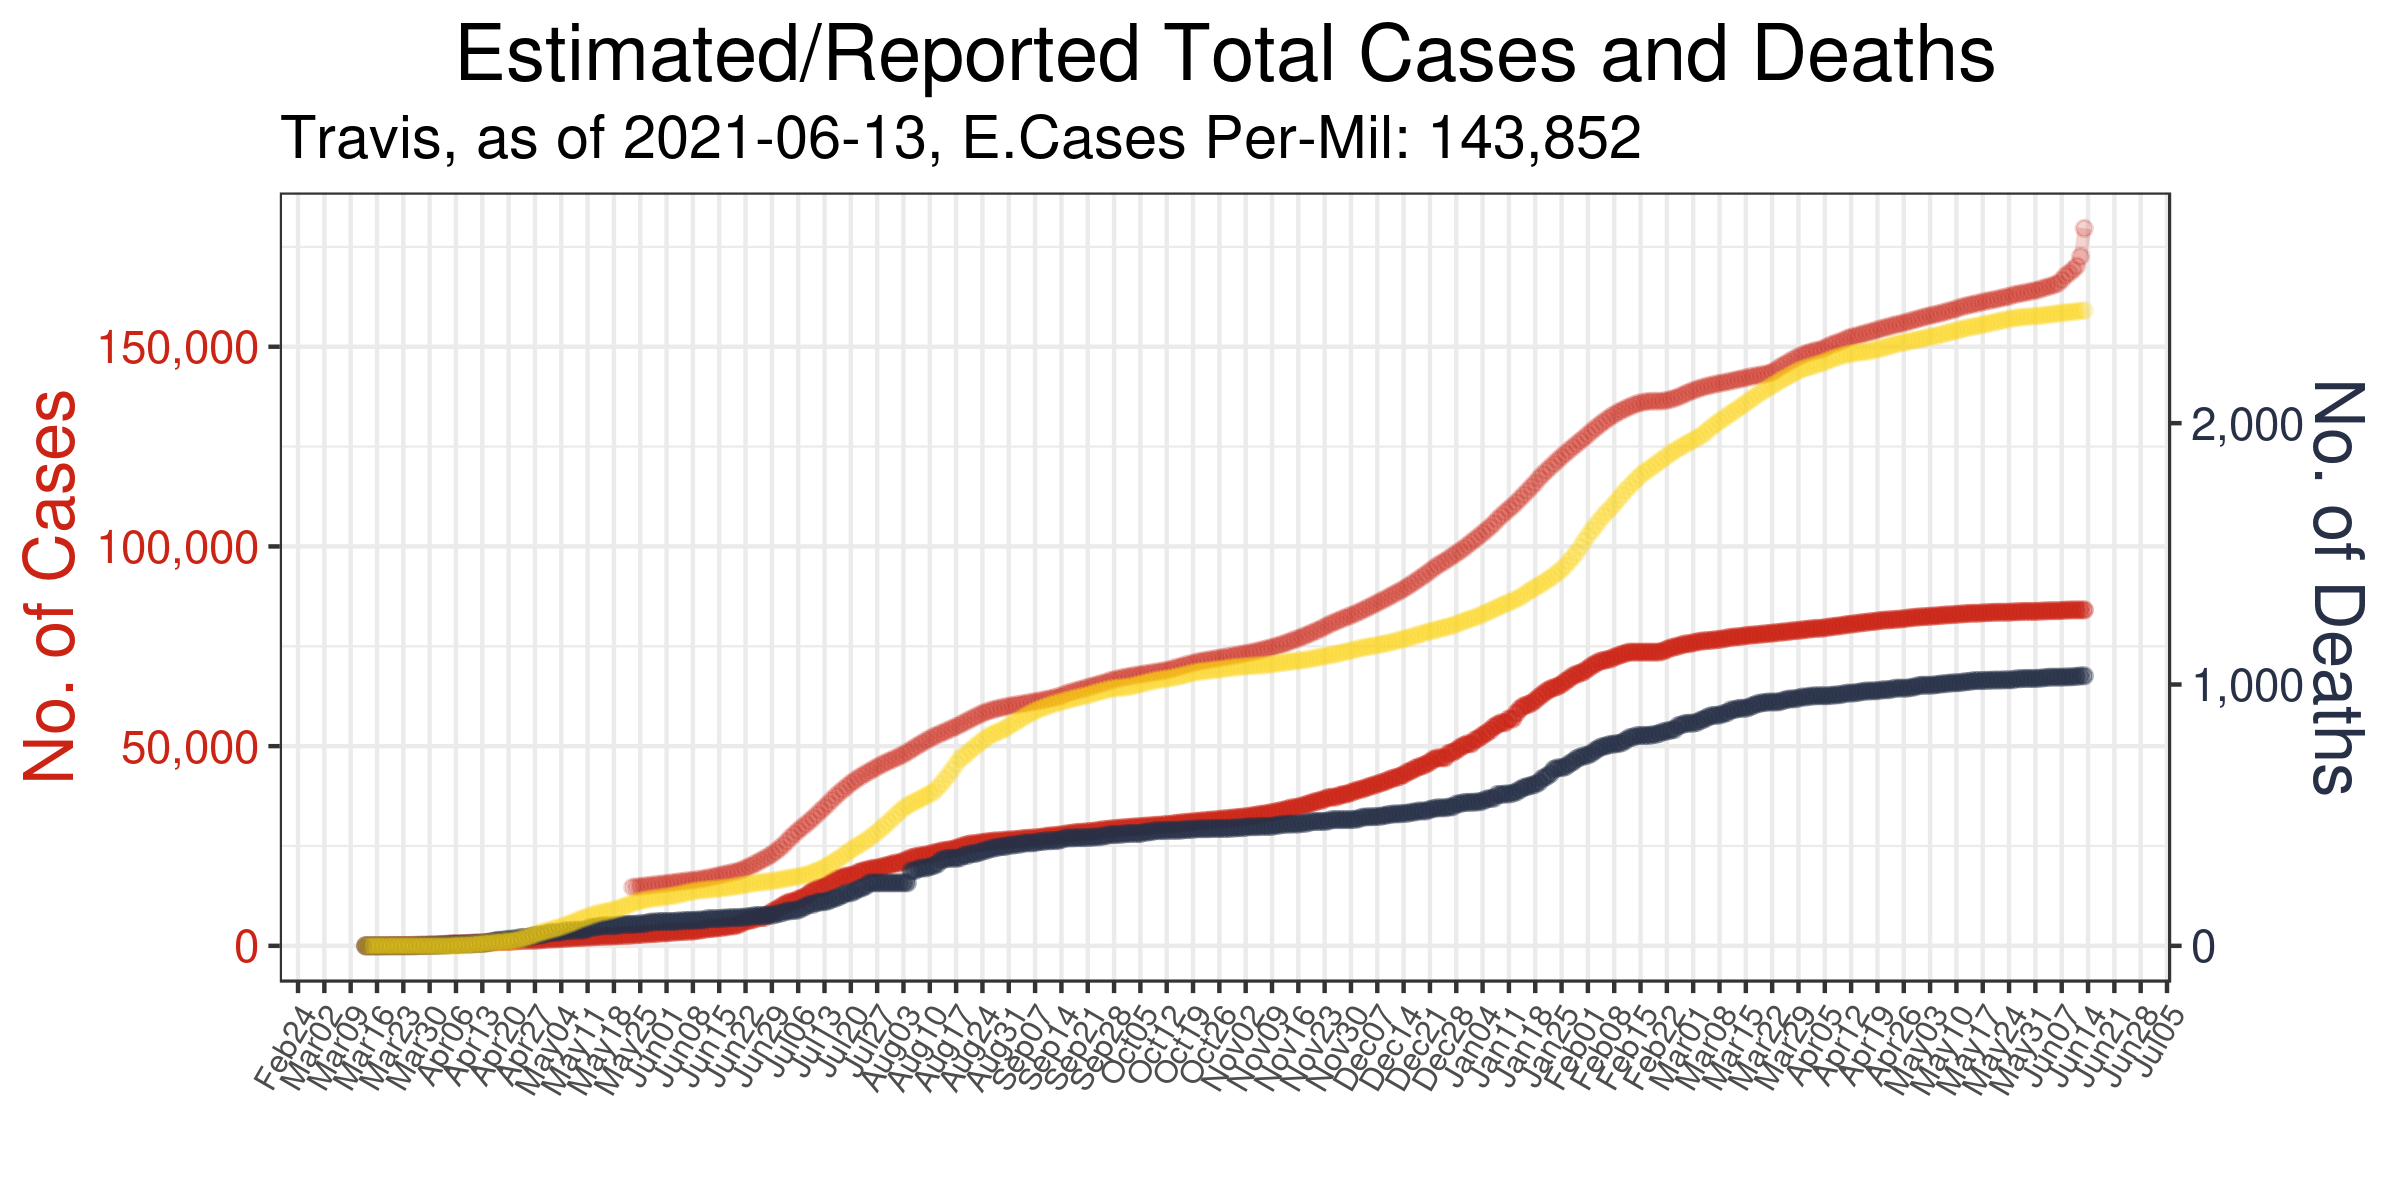 Estimated/Reported Total Cases and Deaths
Travis, as of 2021-06-13, E.Cases Per-Mil: 143,852
No. of Cases
150,000
100,000
50,000
0
2,000
1,000
0
No. of Deaths
Feb24
Mar02
Mar09
Mar16
Mar23
Mar30
Apr06
Apr13
Apr20
Apr27
May04
May11
May18
May25
Jun01
Jun08
Jun15
Jun22
Jun29
Jul06
Jul13
Jul20
Jul27
Aug03
Aug10
Aug17
Aug24
Aug31
Sep07
Sep14
Sep21
Sep28
Oct05
Oct12
Oct19
Oct26
Nov02
Nov09
Nov16
Nov23
Nov30
Dec07
Dec14
Dec21
Dec28
Jan04
Jan11
Jan18
Jan25
Feb01
Feb08
Feb15
Feb22
Mar01
Mar08
Mar15
Mar22
Mar29
Apr05
Apr12
Apr19
Apr26
May03
May10
May17
May24
May31
Jun07
Jun14
Jun21
Jun28
Jul05